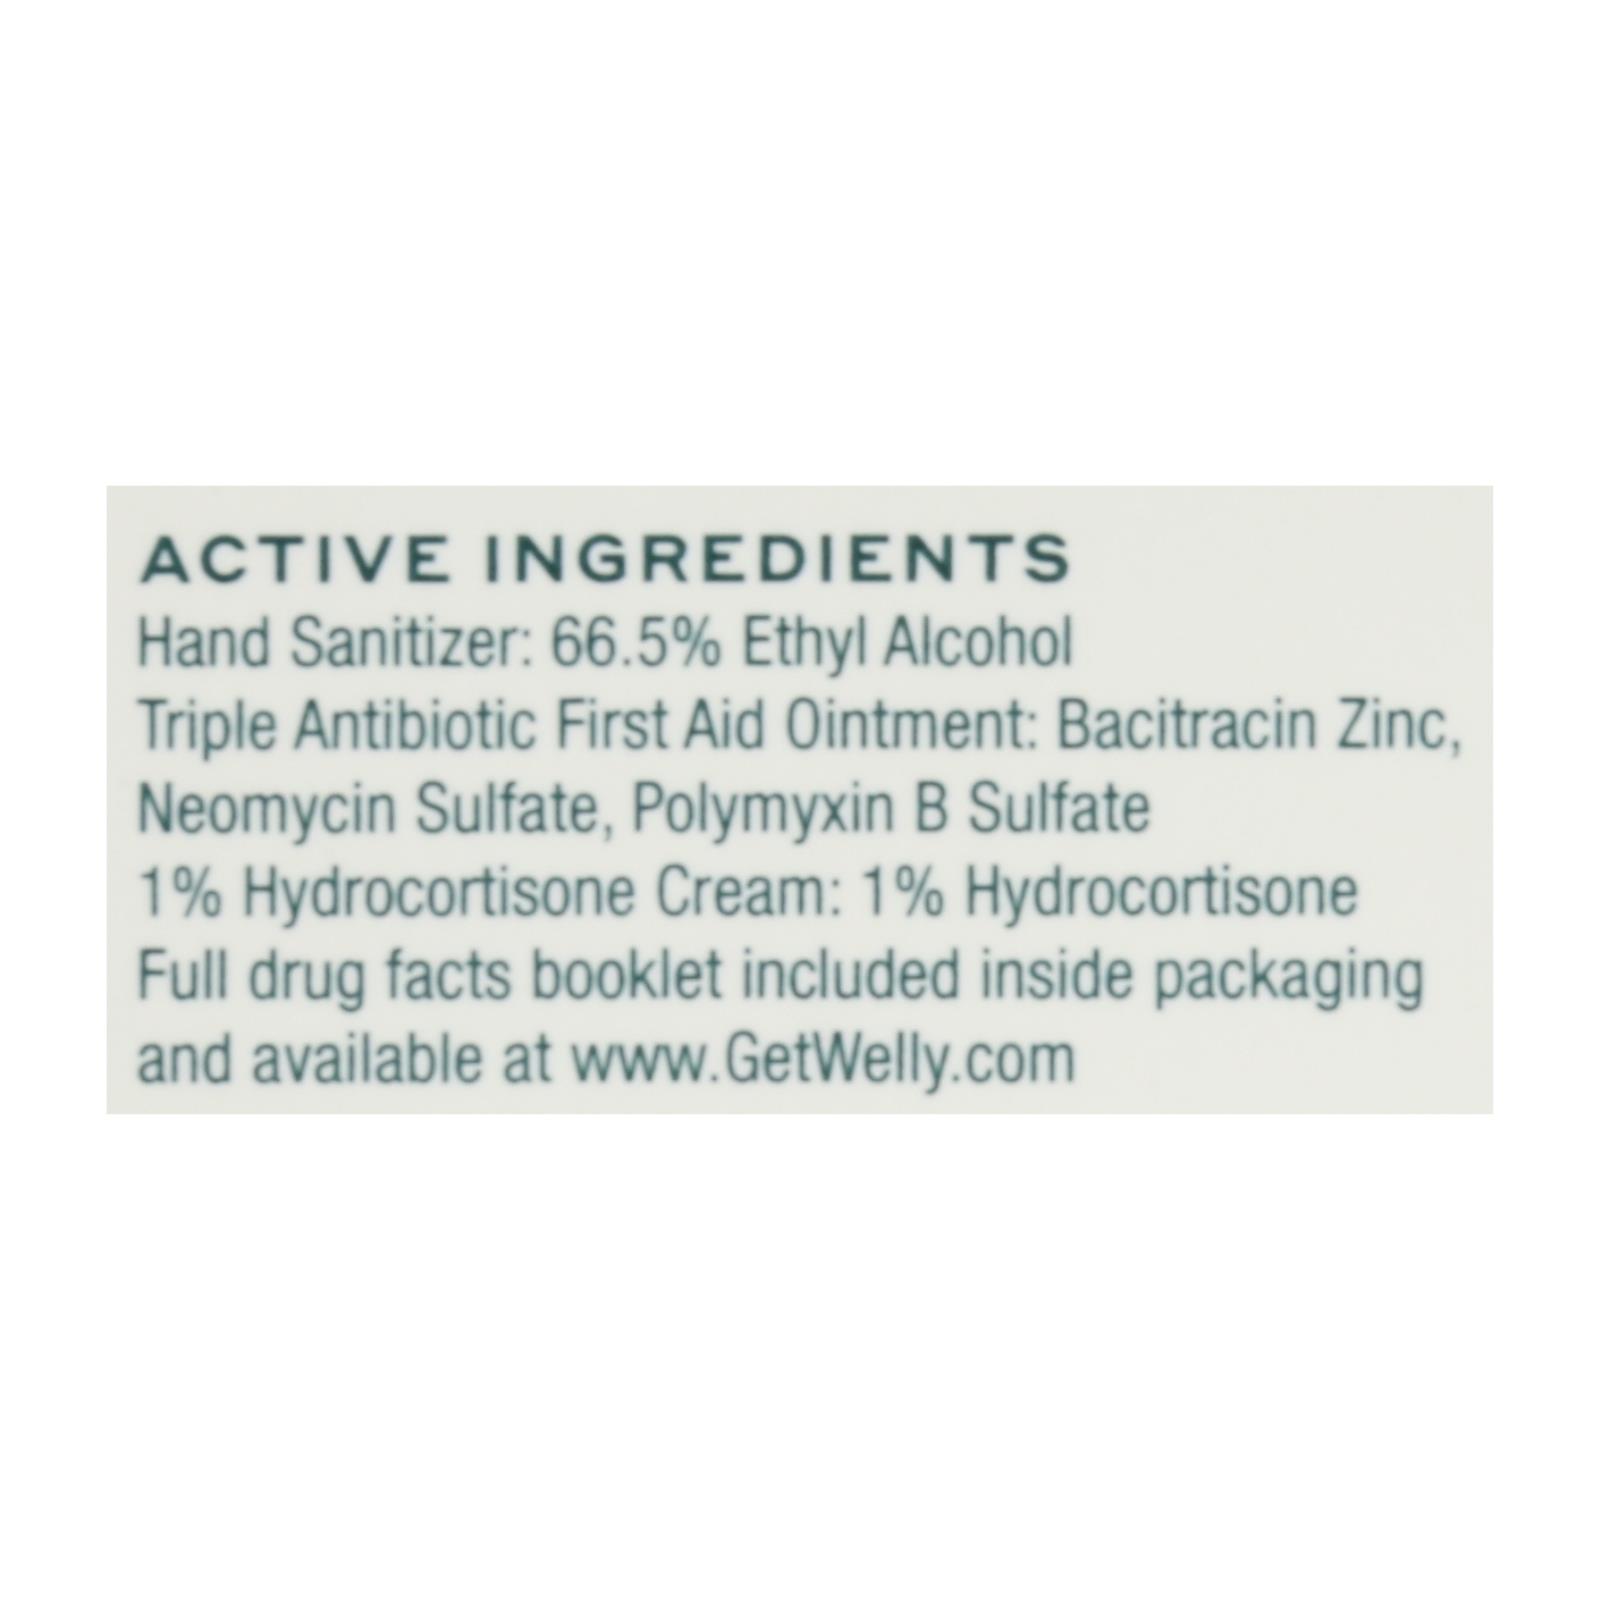 ACTIVE INGREDIENTS
Hand Sanitizer: 66.5% Ethyl Alcohol
Triple Antibiotic First Aid Ointment: Bacitracin Zinc,
Neomycin Sulfate, Polymyxin B Sulfate
1% Hydrocortisone Cream: 1% Hydrocortisone
Full drug facts booklet included inside packaging
and available at www.GetWelly.com